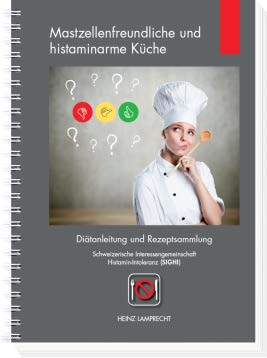 Mastzellenfreundliche und
histaminarme Küche
? ? ? ?
? ? ? ?
Diätanleitung und Rezeptsammlung
Schweizerische Interessengemeinschaft
Histamin-Intoleranz (SIGHI)
HEINZ LAMPRECHT